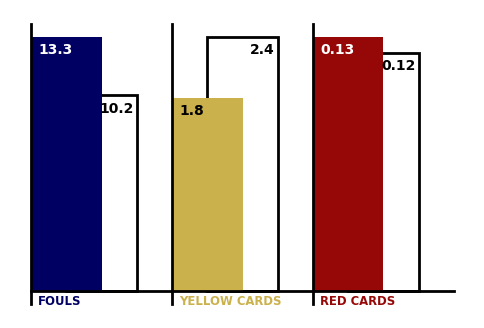 13.3
10.2
1.8
2.4
0.13
0.12
FOULS
YELLOW CARDS
RED CARDS